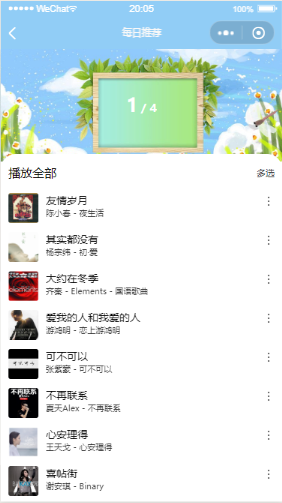 WeChat
20:05
100%
每日推荐
1 / 4
播放全部
多选
友情岁月
陈小春 - 夜生活
其实都没有
杨宗纬 - 初·爱
大约在冬季
齐秦 - Elements - 国语歌曲
爱我的人和我爱的人
游鸿明 - 恋上游鸿明
可不可以
张紫豪 - 可不可以
不再联系
夏天Alex - 不再联系
心安理得
王天戈 - 心安理得
喜帖街
谢安琪 - Binary